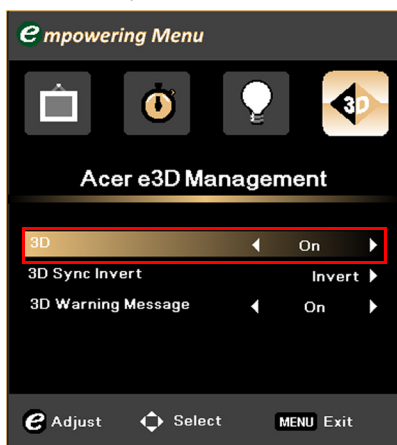 e mpowering Menu
3D
Acer e3D Management
3D On
3D Sync Invert Invert
3D Warning Message On
e Adjust Select MENU Exit